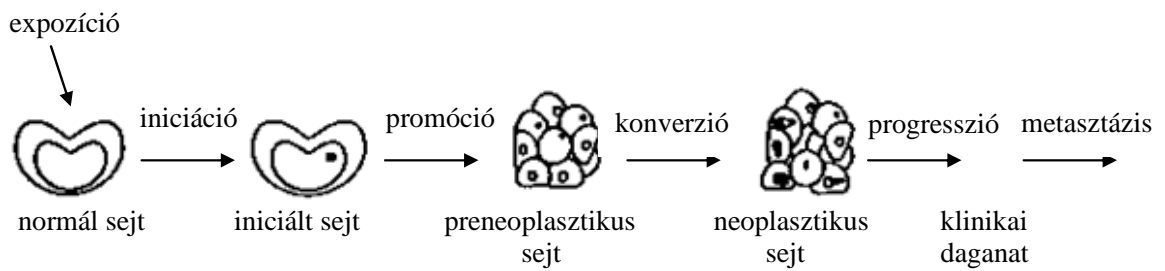 expozíció
iniciáció
promóció
konverzió
progresszió
metasztázis
normál sejt
iniciált sejt
preneoplasztikus
sejt
neoplasztikus
sejt
klinikai
daganat